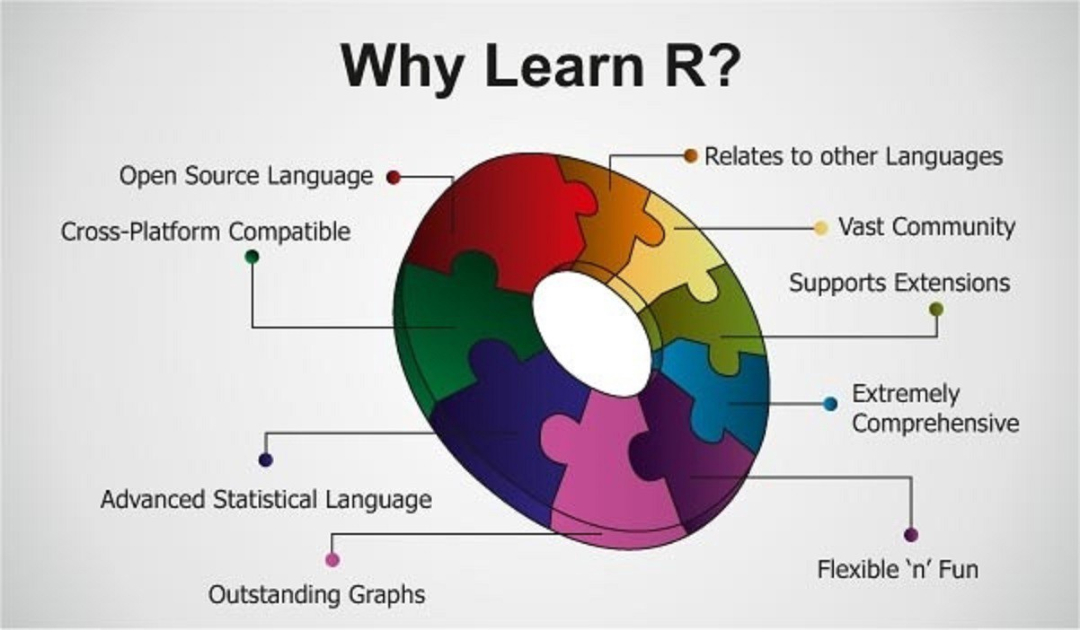 Why Learn R?
Open Source Language
Relates to other Languages
Cross-Platform Compatible
Vast Community
Supports Extensions
Extremely
Comprehensive
Advanced Statistical Language
Flexible ‘n’ Fun
Outstanding Graphs